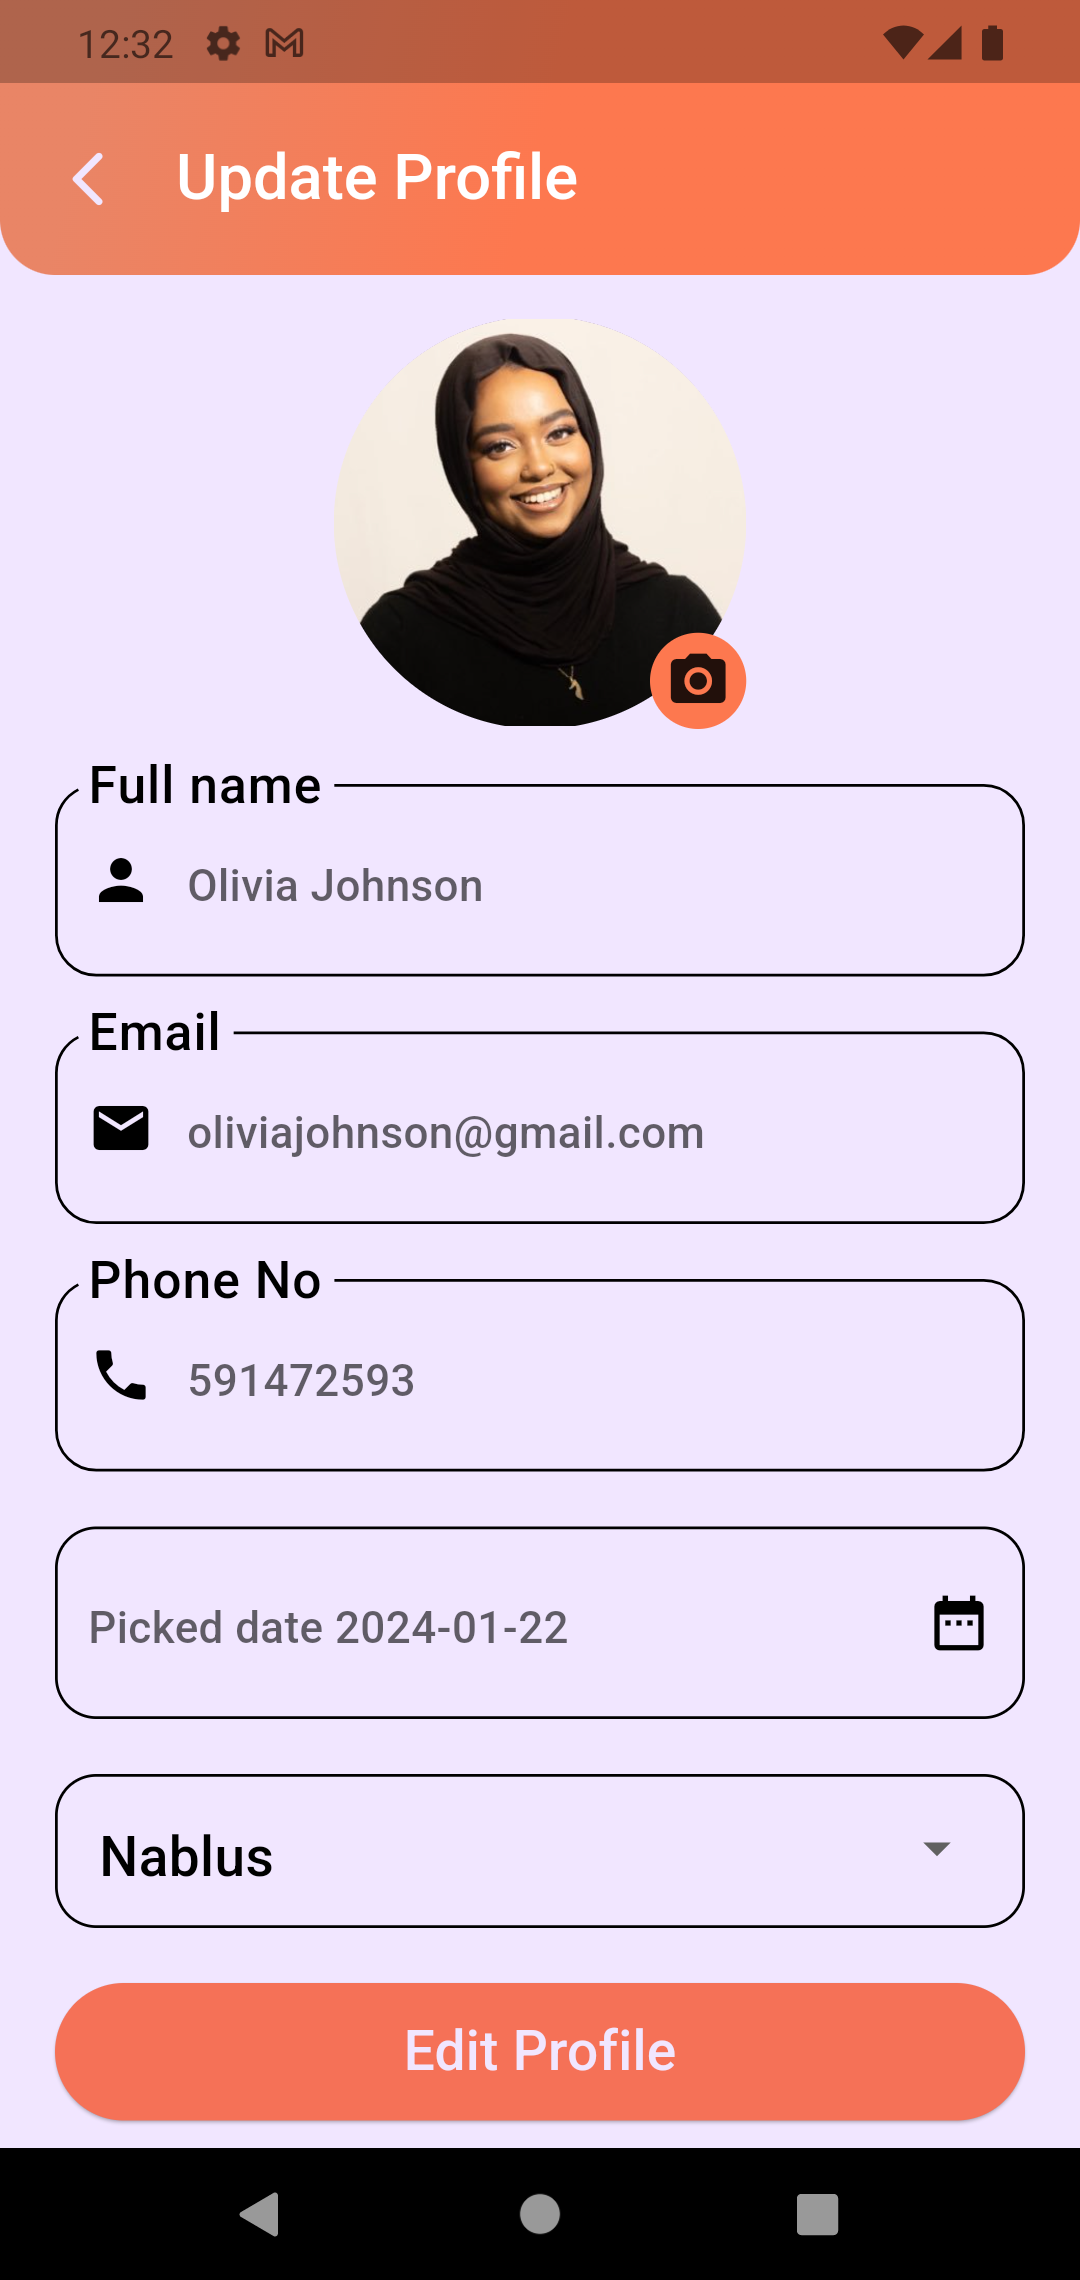 12:32
Update Profile
Full name
Olivia Johnson
Email
oliviajohnson@gmail.com
Phone No
591472593
Picked date 2024-01-22
Nablus
Edit Profile